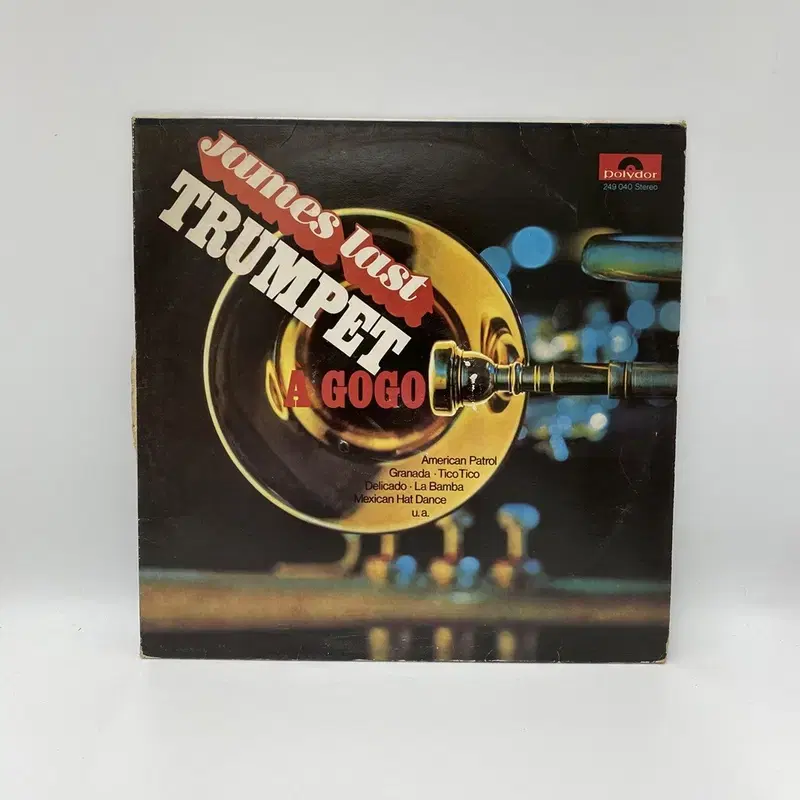 james last
TRUMPET
A GOGO
polydor
249 040 Stereo
American Patrol
Granada · Tico Tico
Delicado · La Bamba
Mexican Hat Dance
u. a.